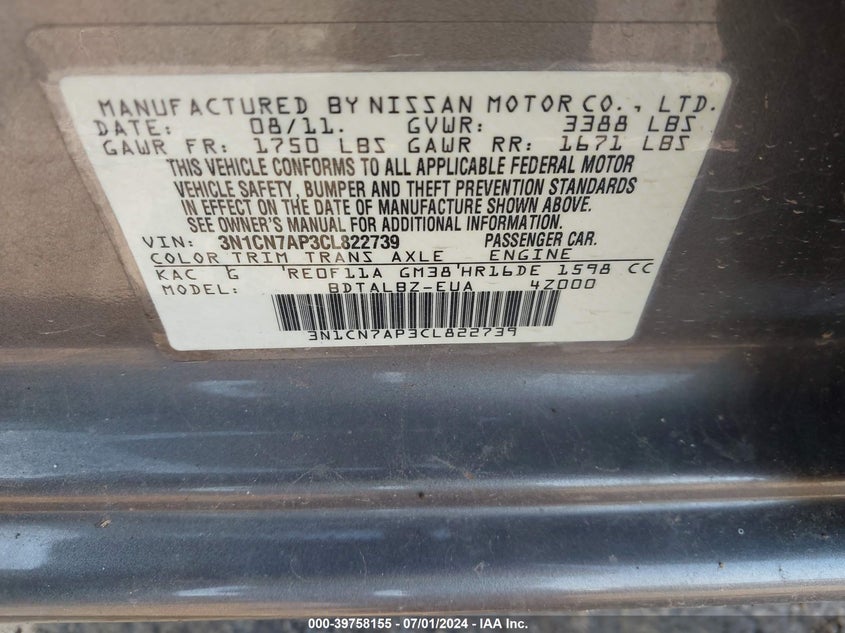 MANUFACTURED BY NISSAN MOTOR CO., LTD.
DATE: 08/11. GVWR: 3388 LBS
GAWR FR: 1750 LBS GAWR RR: 1671 LBS
THIS VEHICLE CONFORMS TO ALL APPLICABLE FEDERAL MOTOR
VEHICLE SAFETY, BUMPER AND THEFT PREVENTION STANDARDS
IN EFFECT ON THE DATE OF MANUFACTURE SHOWN ABOVE.
SEE OWNER'S MANUAL FOR ADDITIONAL INFORMATION.
VIN: 3N1CN7AP3CL822739 PASSENGER CAR.
COLOR TRIM TRANS AXLE ENGINE
KAC G 'RE0F11A GM38'HR16DE 1598 CC
MODEL: BDTALBZ-EUA 4Z000
3N1CN7AP3CL822739
000-39758155 - 07/01/2024 - IAA Inc.